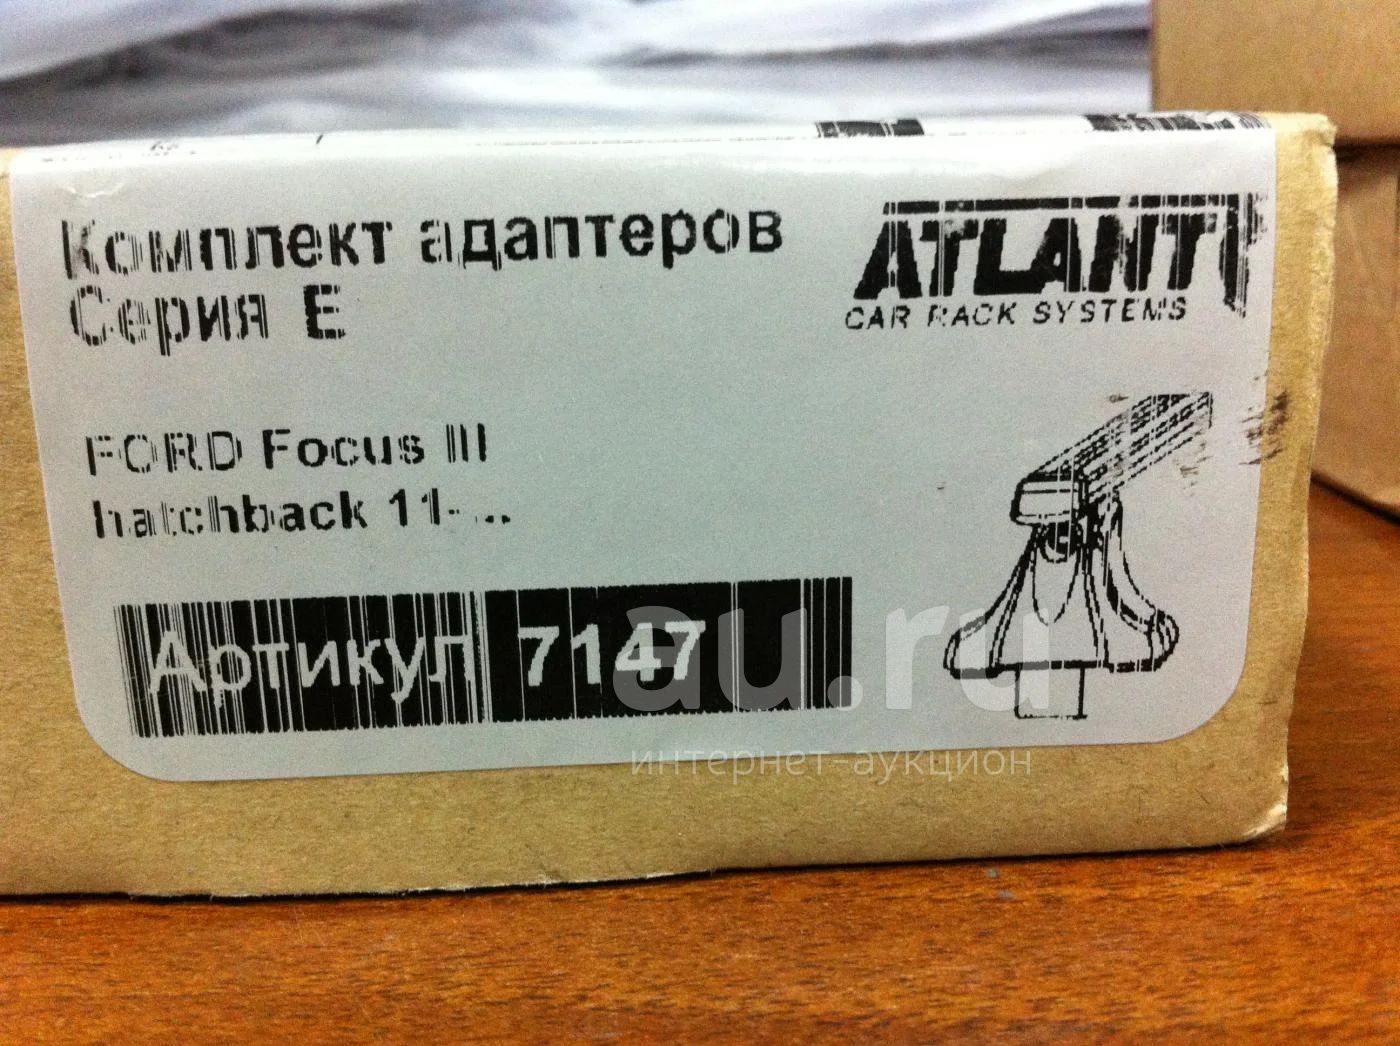 Комплект адаптеров
Серия E
ATLANT
CAR RACK SYSTEMS
FORD Focus III
hatchback 11-...
Артикул 7147
au.ru
интернет-аукцион